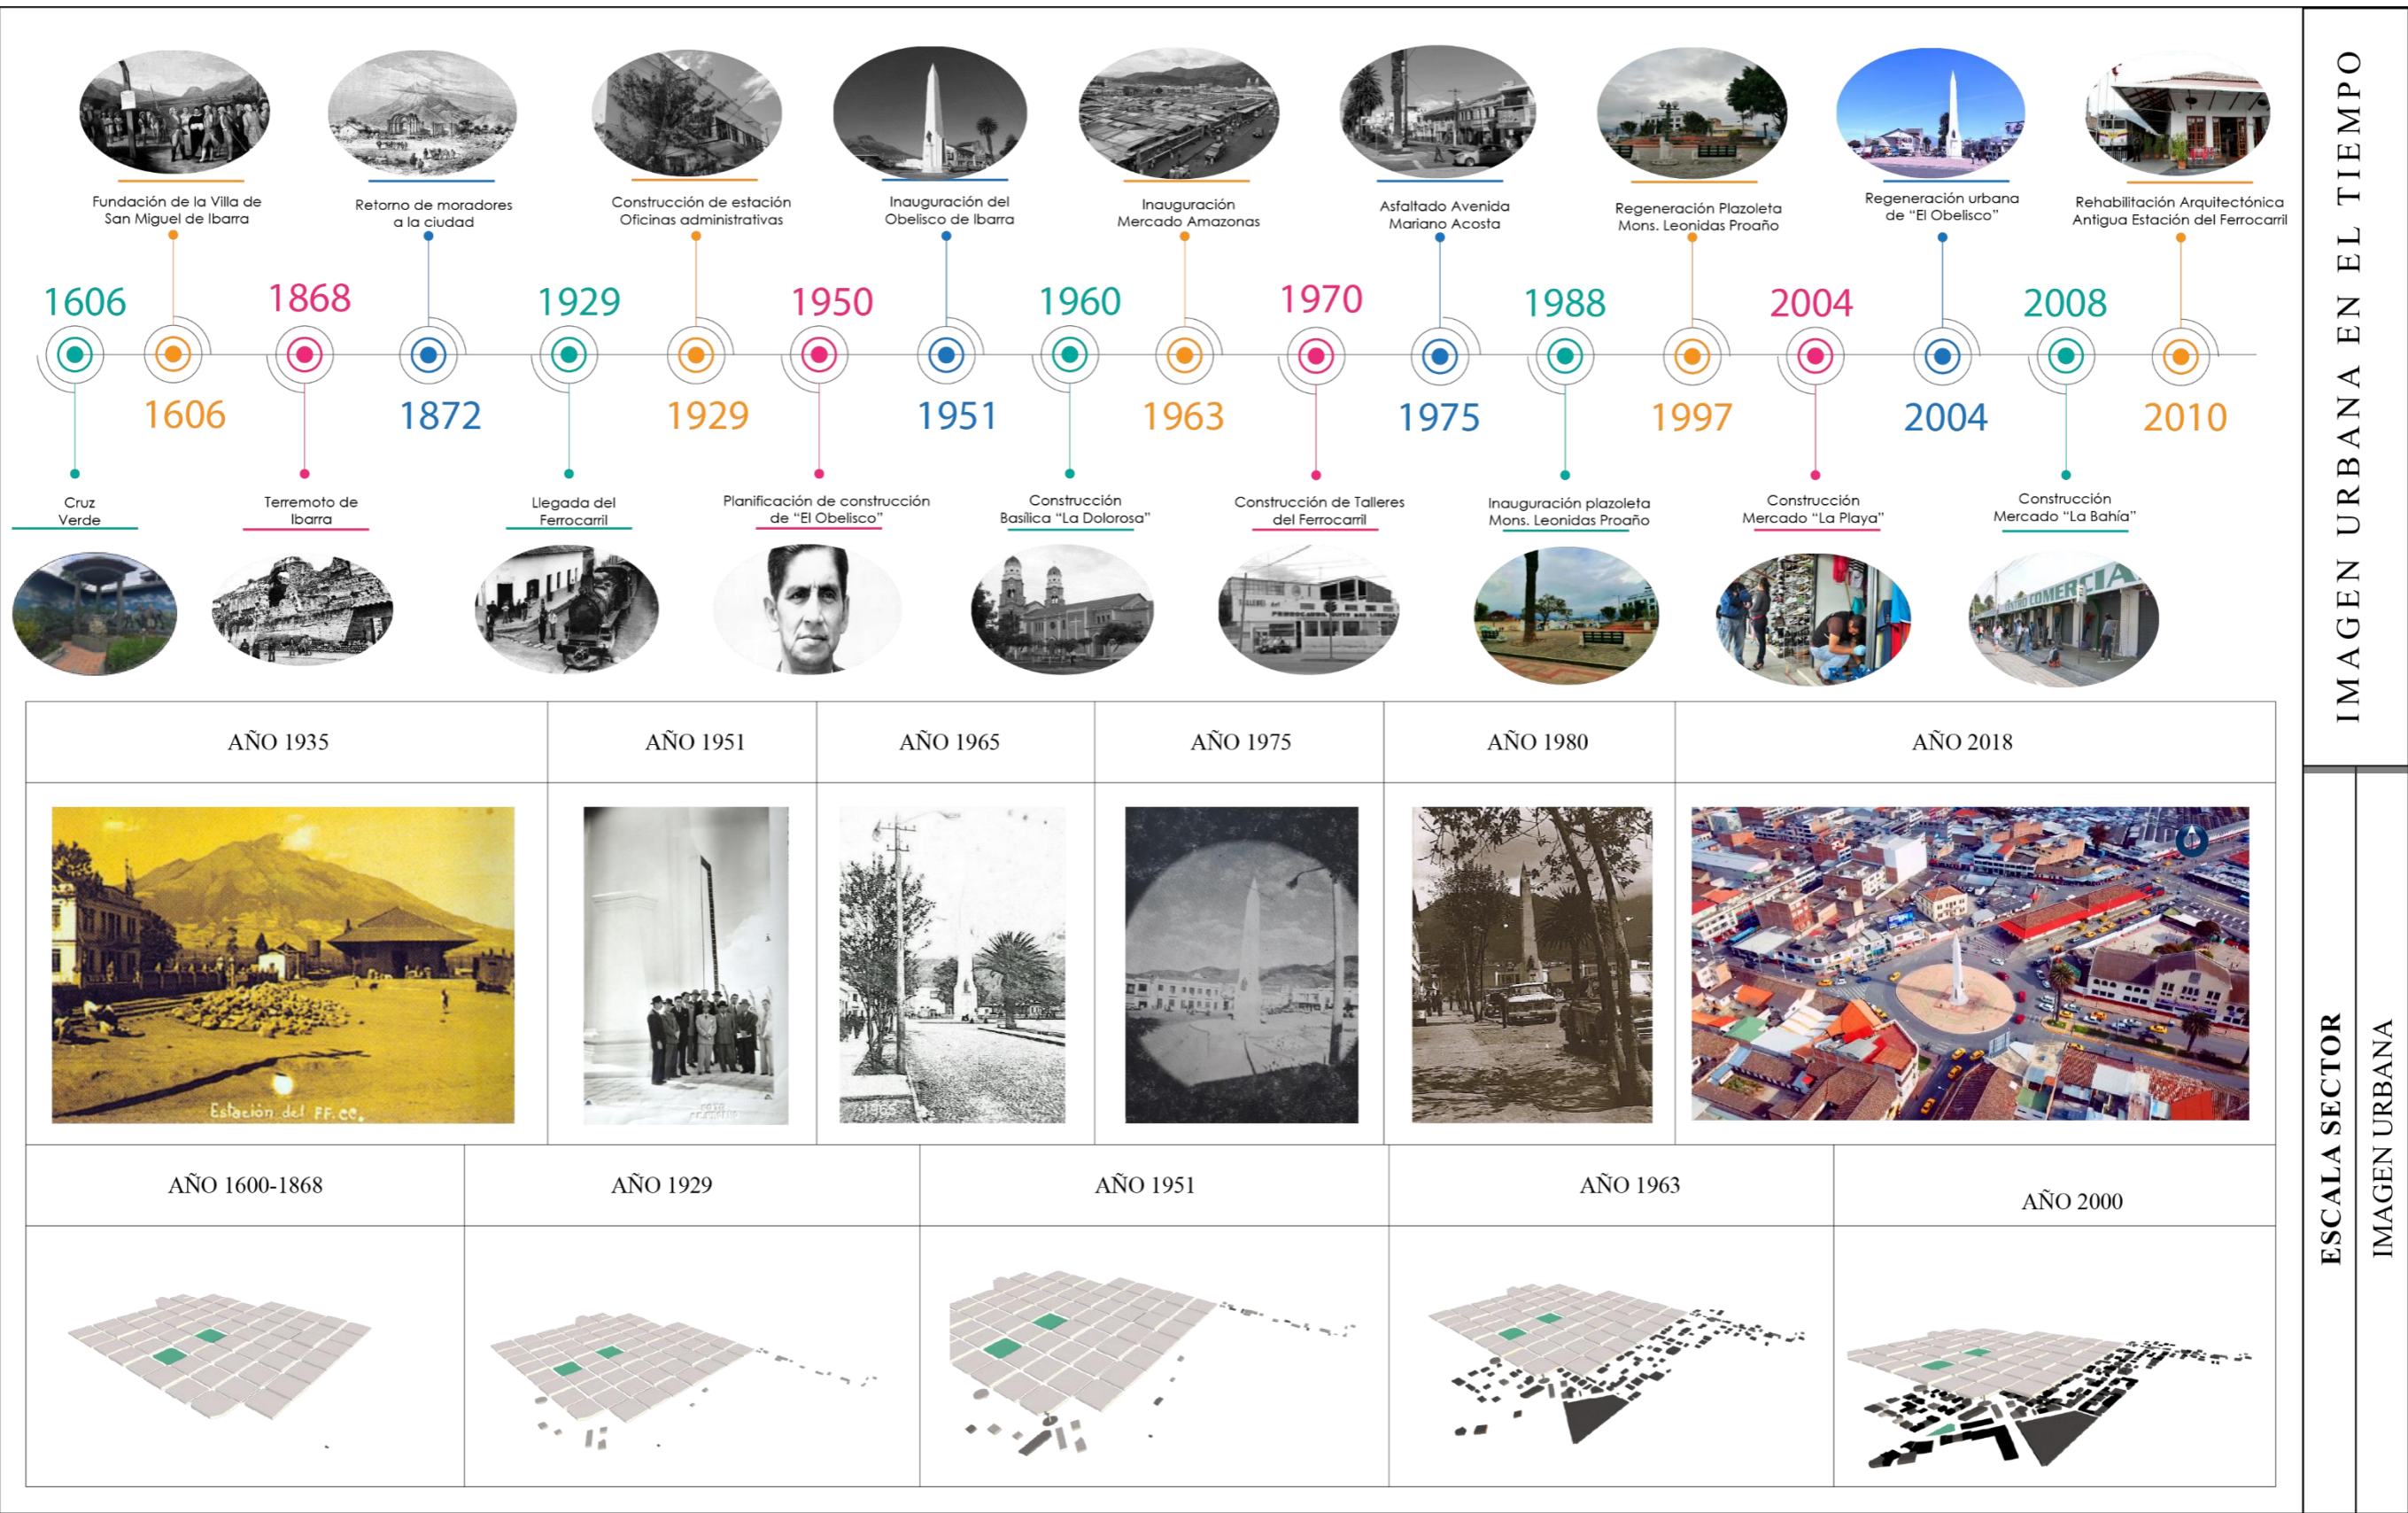 Fundación de la Villa de
San Miguel de Ibarra
Retorno de moradores
a la ciudad
Construcción de estación
Oficinas administrativas
Inauguración del
Obelisco de Ibarra
Inauguración
Mercado Amazonas
Asfaltado Avenida
Mariano Acosta
Regeneración Plazoleta
Mons. Leonidas Proaño
Regeneración urbana
de “El Obelisco”
Rehabilitación Arquitectónica
Antigua Estación del Ferrocarril
1606
1868
1929
1950
1960
1970
1988
2004
2008
1606
1872
1929
1951
1963
1975
1997
2004
2010
Cruz
Verde
Terremoto de
Ibarra
Llegada del
Ferrocarril
Planificación de construcción
de “El Obelisco”
Construcción
Basílica “La Dolorosa”
Construcción de Talleres
del Ferrocarril
Inauguración plazoleta
Mons. Leonidas Proaño
Construcción
Mercado “La Playa”
Construcción
Mercado “La Bahía”
TALLERES del
CENTRO COMERCIA
AÑO 1935
AÑO 1951
AÑO 1965
AÑO 1975
AÑO 1980
AÑO 2018
Estación del FF.CC.
1965
AÑO 1600-1868
AÑO 1929
AÑO 1951
AÑO 1963
AÑO 2000
IMAGEN URBANA EN EL TIEMPO
ESCALA SECTOR
IMAGEN URBANA